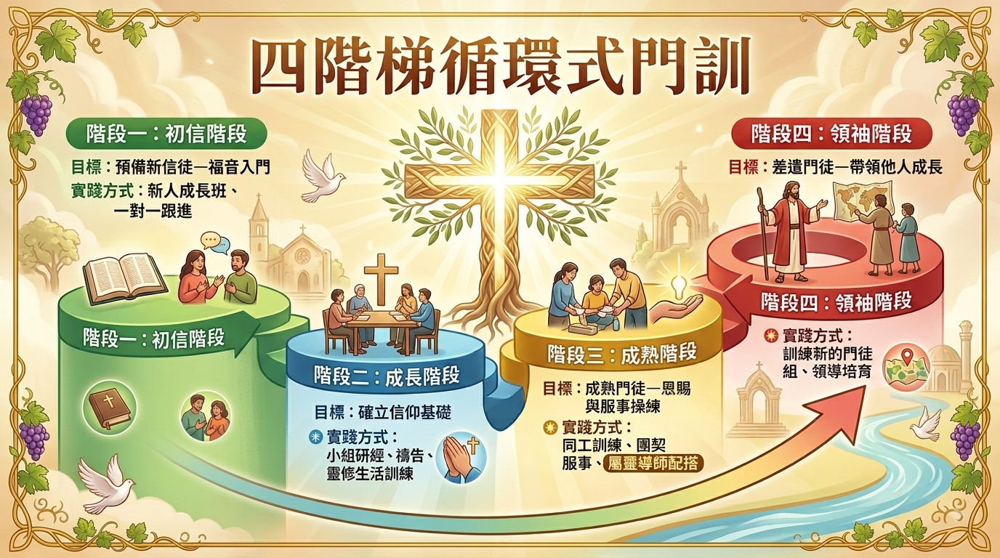 四階梯循環式門訓
階段一：初信階段
目標：預備新信徒—福音入門
實踐方式：新人成長班、
一對一跟進
階段一：初信階段
階段二：成長階段
目標：確立信仰基礎
實踐方式：
小組研經、禱告、
靈修生活訓練
階段三：成熟階段
目標：成熟門徒—恩賜
與服事操練
實踐方式：
同工訓練、團契
服事、屬靈導師配搭
階段四：領袖階段
目標：差遣門徒—帶領他人成長
階段四：領袖階段
實踐方式：
訓練新的門徒
組、領導培育